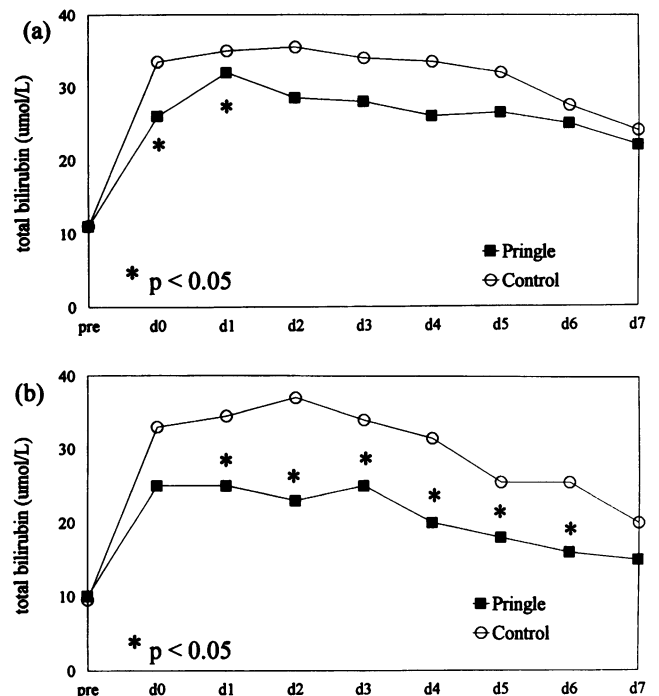 (a)
total bilirubin (umol/L)
40
30
20
10
0
* *
* p < 0.05
Pringle
Control
pre d0 d1 d2 d3 d4 d5 d6 d7
(b)
total bilirubin (umol/L)
40
30
20
10
0
* * * * * *
* p < 0.05
Pringle
Control
pre d0 d1 d2 d3 d4 d5 d6 d7